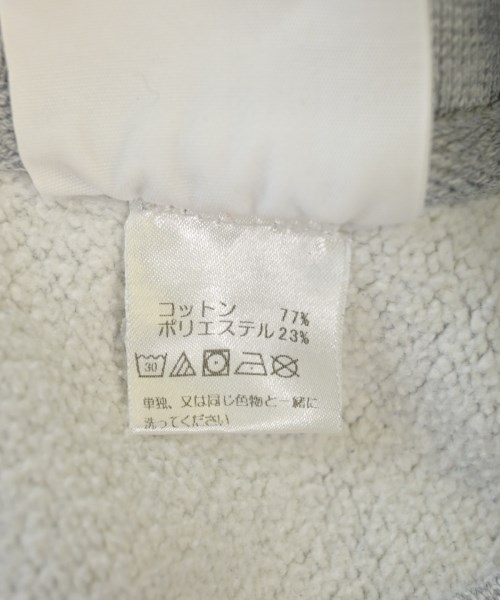 コットン 77%
ポリエステル 23%
30
単独、又は同じ色物と一緒に
洗ってください